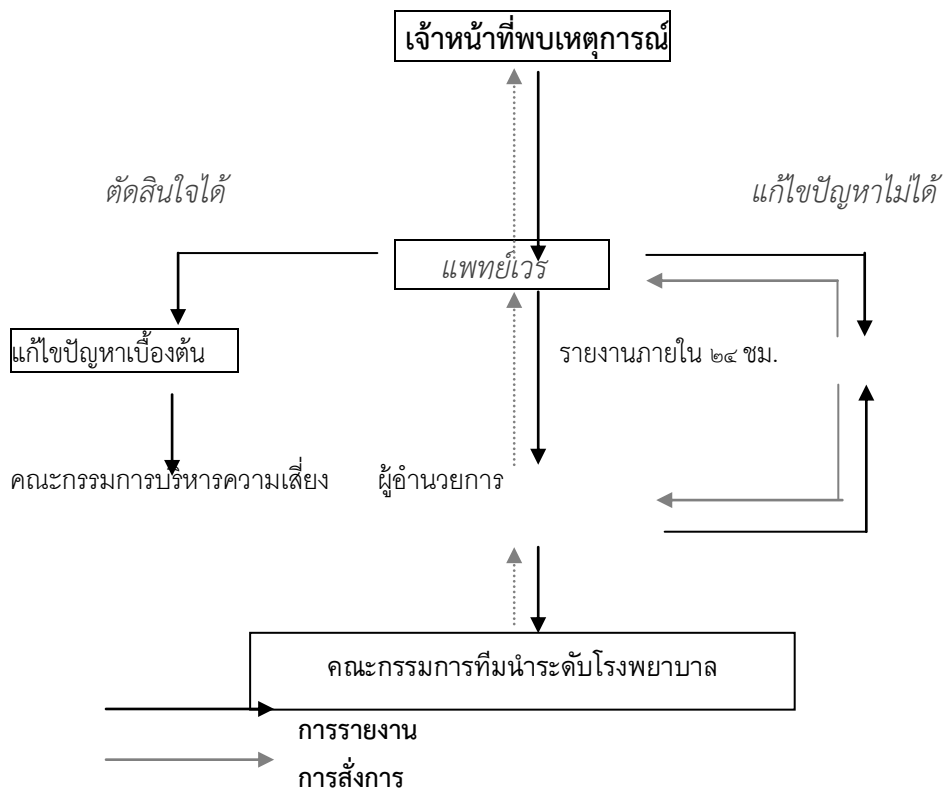 เจ้าหน้าที่พบเหตุการณ์
ตัดสินใจได้
แก้ไขปัญหาไม่ได้
แพทย์เวร
แก้ไขปัญหาเบื้องต้น
รายงานภายใน ๒๔ ชม.
คณะกรรมการบริหารความเสี่ยง
ผู้อำนวยการ
คณะกรรมการทีมนำระดับโรงพยาบาล
การรายงาน
การสั่งการ